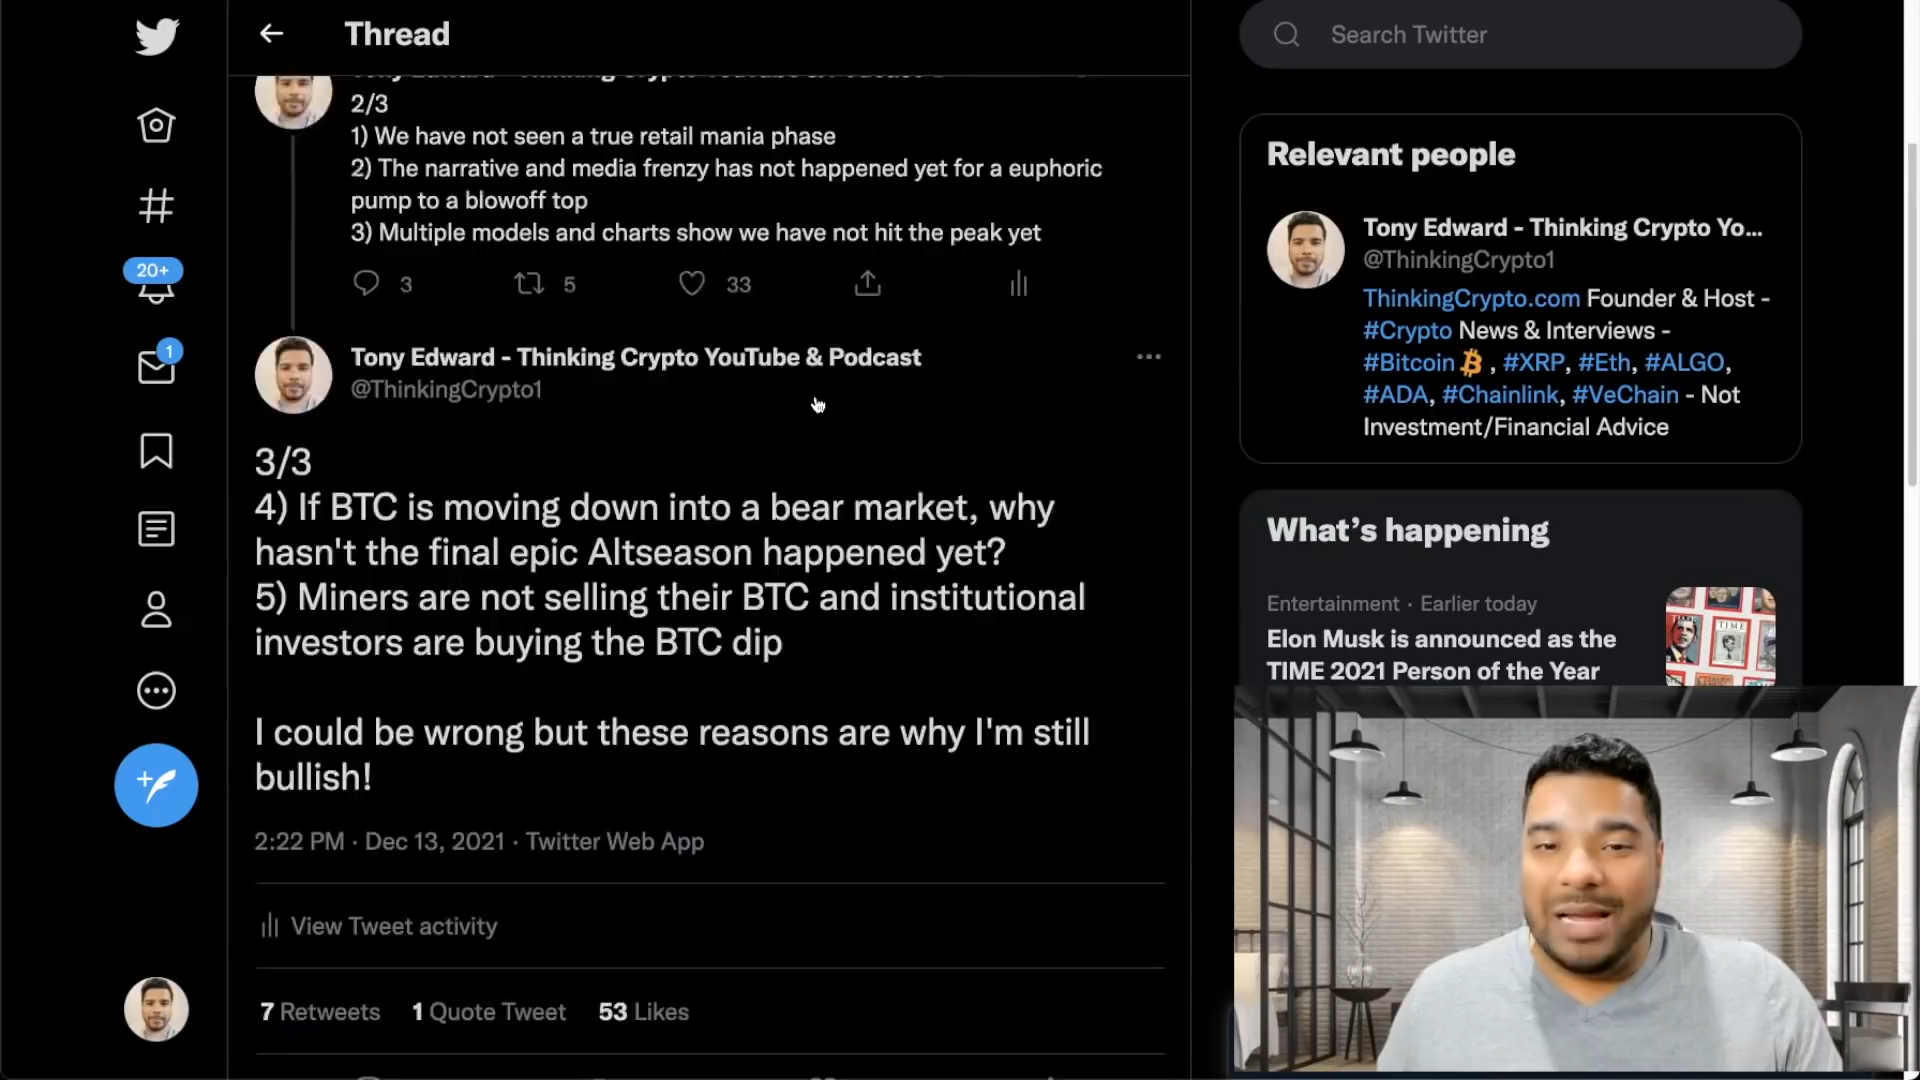 Thread
Search Twitter
2/3
1) We have not seen a true retail mania phase
2) The narrative and media frenzy has not happened yet for a euphoric
pump to a blowoff top
3) Multiple models and charts show we have not hit the peak yet
3
5
33
20+
1
Tony Edward - Thinking Crypto YouTube & Podcast
@ThinkingCrypto1
3/3
4) If BTC is moving down into a bear market, why
hasn't the final epic Altseason happened yet?
5) Miners are not selling their BTC and institutional
investors are buying the BTC dip
I could be wrong but these reasons are why I'm still
bullish!
2:22 PM · Dec 13, 2021 · Twitter Web App
View Tweet activity
7 Retweets 1 Quote Tweet 53 Likes
Relevant people
Tony Edward - Thinking Crypto Yo...
@ThinkingCrypto1
ThinkingCrypto.com Founder & Host -
#Crypto News & Interviews -
#Bitcoin , #XRP, #Eth, #ALGO,
#ADA, #Chainlink, #VeChain - Not
Investment/Financial Advice
What's happening
Entertainment · Earlier today
Elon Musk is announced as the
TIME 2021 Person of the Year
TIME